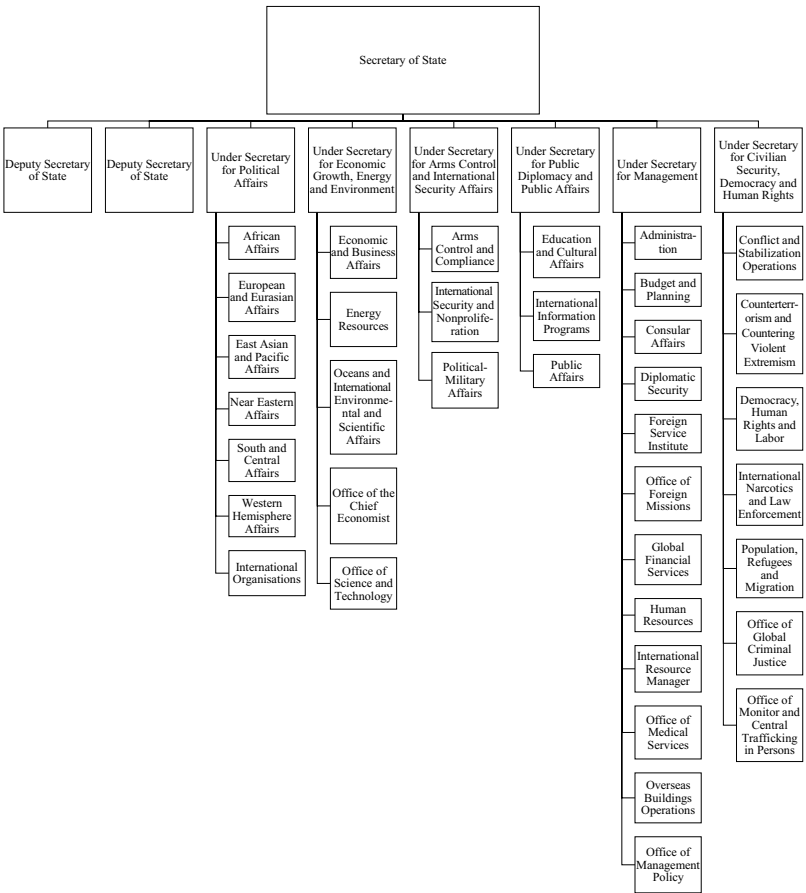 Secretary of State
Deputy Secretary
of State
Deputy Secretary
of State
Under Secretary
for Political
Affairs
Under Secretary
for Economic
Growth, Energy
and Environment
Under Secretary
for Arms Control
and International
Security Affairs
Under Secretary
for Public
Diplomacy and
Public Affairs
Under Secretary
for Management
Under Secretary
for Civilian
Security,
Democracy and
Human Rights
African
Affairs
European
and Eurasian
Affairs
East Asian
and Pacific
Affairs
Near Eastern
Affairs
South and
Central
Affairs
Western
Hemisphere
Affairs
International
Organisations
Economic
and Business
Affairs
Energy
Resources
Oceans and
International
Environme-
ntal and
Scientific
Affairs
Office of the
Chief
Economist
Office of
Science and
Technology
Arms
Control and
Compliance
International
Security and
Nonprolife-
ration
Political-
Military
Affairs
Education
and Cultural
Affairs
International
Information
Programs
Public
Affairs
Administra-
tion
Budget and
Planning
Consular
Affairs
Diplomatic
Security
Foreign
Service
Institute
Office of
Foreign
Missions
Global
Financial
Services
Human
Resources
International
Resource
Manager
Office of
Medical
Services
Overseas
Buildings
Operations
Office of
Management
Policy
Conflict and
Stabilization
Operations
Counterterr-
orism and
Countering
Violent
Extremism
Democracy,
Human
Rights and
Labor
International
Narcotics
and Law
Enforcement
Population,
Refugees
and
Migration
Office of
Global
Criminal
Justice
Office of
Monitor and
Central
Trafficking
in Persons